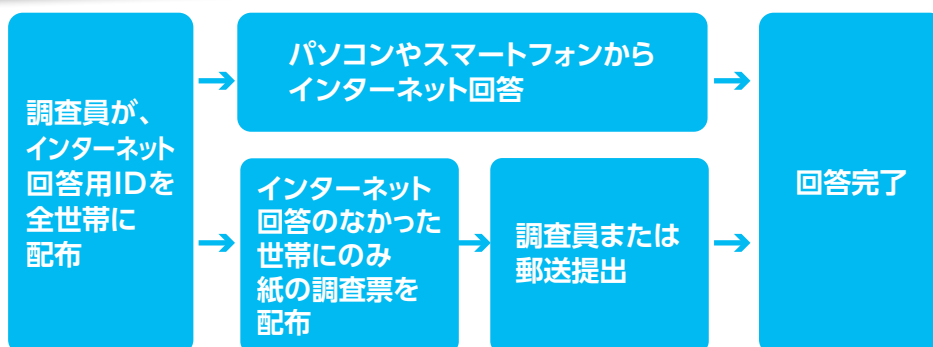 調査員が、
インターネット
回答用IDを
全世帯に
配布
パソコンやスマートフォンから
インターネット回答
インターネット
回答のなかった
世帯にのみ
紙の調査票を
配布
調査員または
郵送提出
回答完了